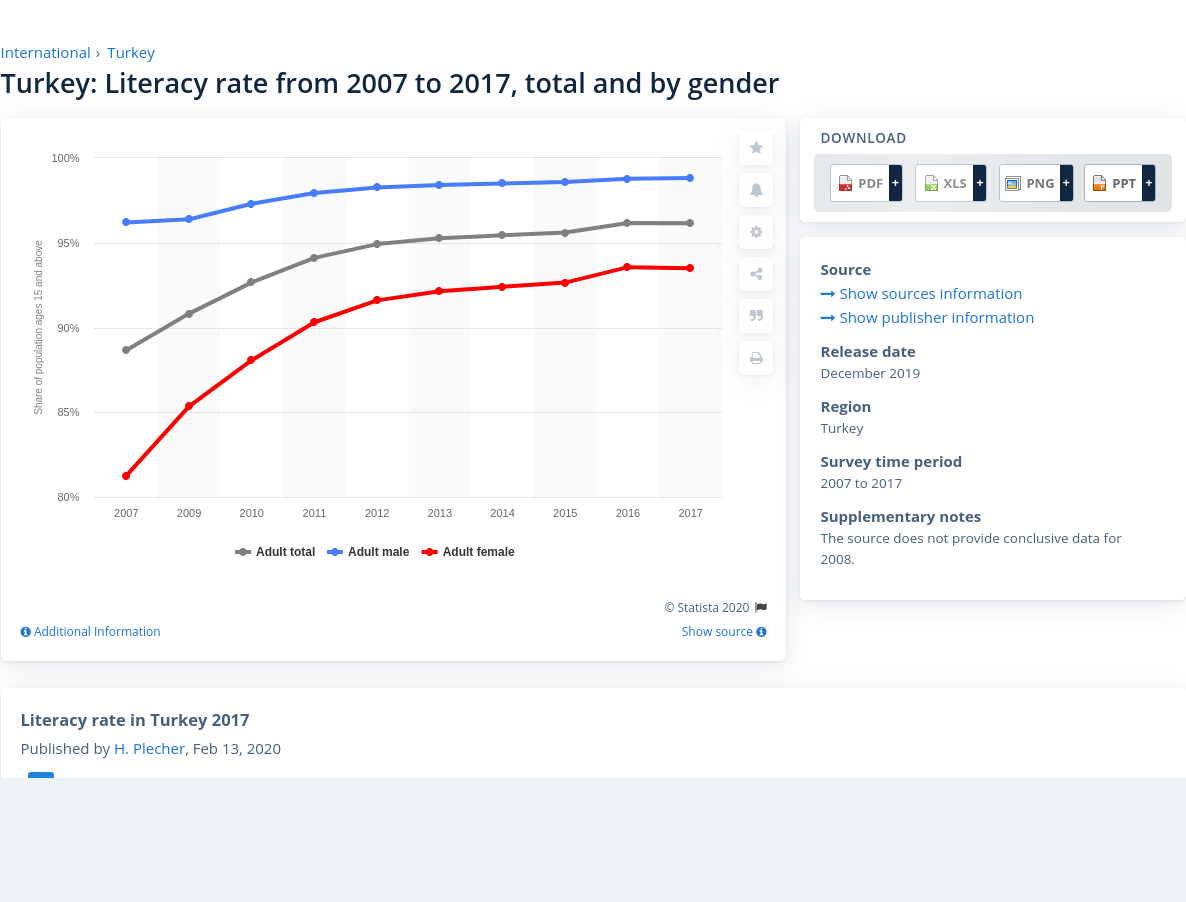 International › Turkey
Turkey: Literacy rate from 2007 to 2017, total and by gender
Share of population ages 15 and above
100%
95%
90%
85%
80%
2007 2009 2010 2011 2012 2013 2014 2015 2016 2017
Adult total Adult male Adult female
© Statista 2020
Additional Information
Show source
DOWNLOAD
PDF + XLS + PNG + PPT +
Source
Show sources information
Show publisher information
Release date
December 2019
Region
Turkey
Survey time period
2007 to 2017
Supplementary notes
The source does not provide conclusive data for
2008.
Literacy rate in Turkey 2017
Published by H. Plecher, Feb 13, 2020